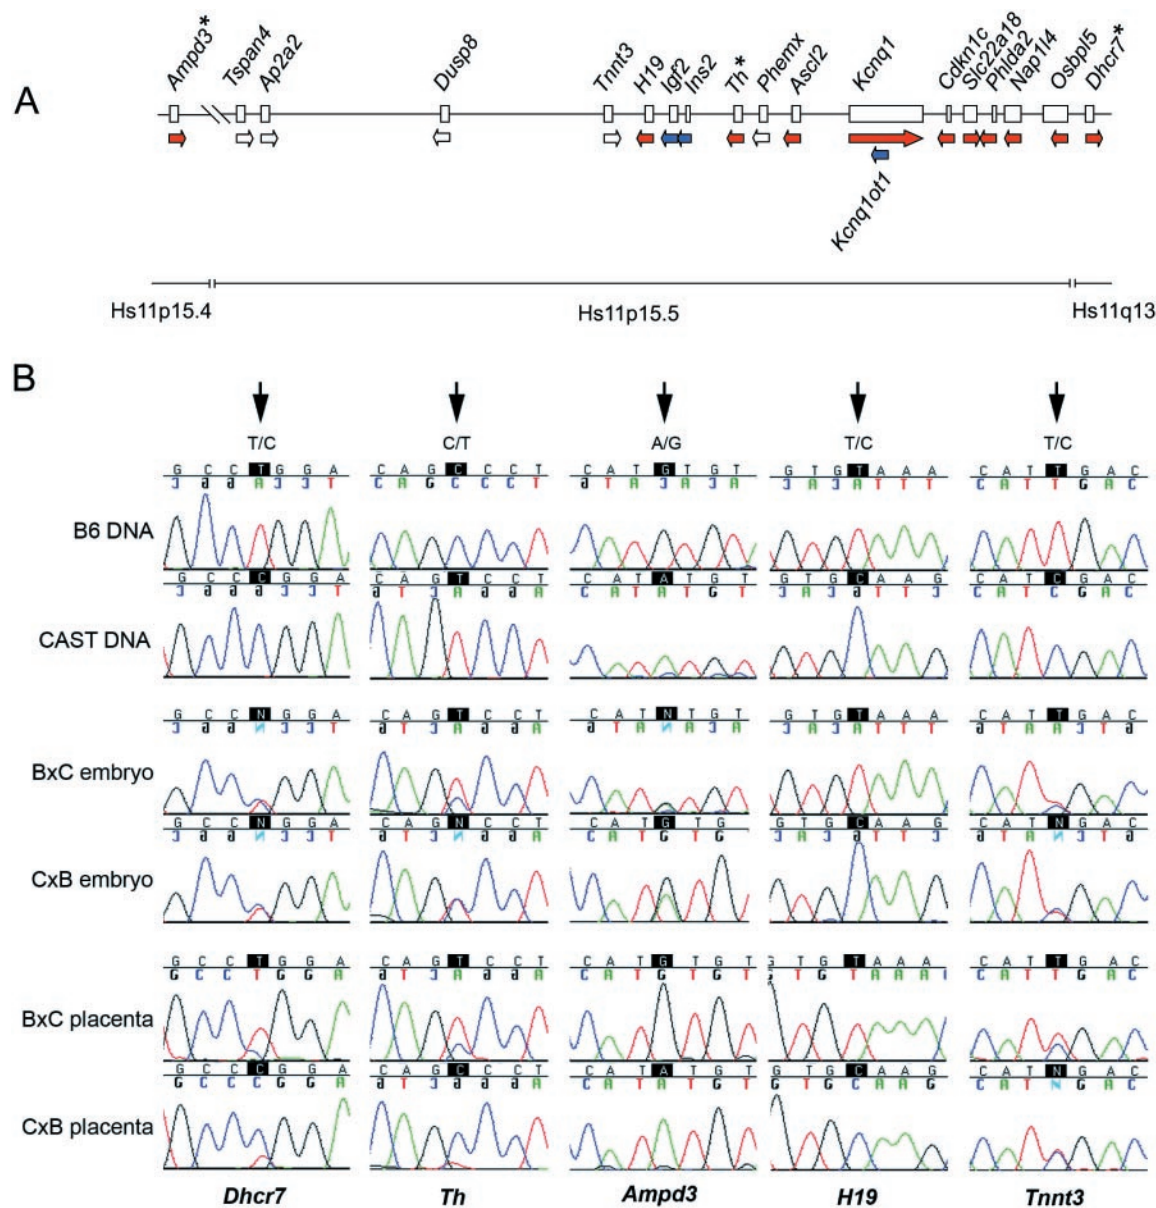 A
Ampd3*
Tspan4
Ap2a2
Dusp8
Tnnt3
H19
Igf2
Ins2
Th*
Phemx
Ascl2
Kcnq1
Cdkn1c
Slc22a18
Phlda2
Nap1l4
Osbpl5
Dhcr7*
Kcnq1ot1
Hs11p15.4 Hs11p15.5 Hs11q13
B
T/C C/T A/G T/C T/C
G C C T G G A C A G C C C T C A T G T G T G T G T A A A C A T T G A C
B6 DNA
G C C C G G A C A G T C C T C A T A T G T G T G C A A G C A T C G A C
CAST DNA
G C C N G G A C A G T C C T C A T N T G T G T G T A A A C A T T G A C
BxC embryo
G C C N G G A C A G N C C T C A T G T G G T G C A A G C A T N G A C
CxB embryo
G C C T G G A C A G T C C T C A T G T G T G T G T A A A C A T T G A C
BxC placenta
G C C C G G A C A G C C C T C A T A T G T G T G C A A G C A T N G A C
CxB placenta
Dhcr7 Th Ampd3 H19 Tnnt3